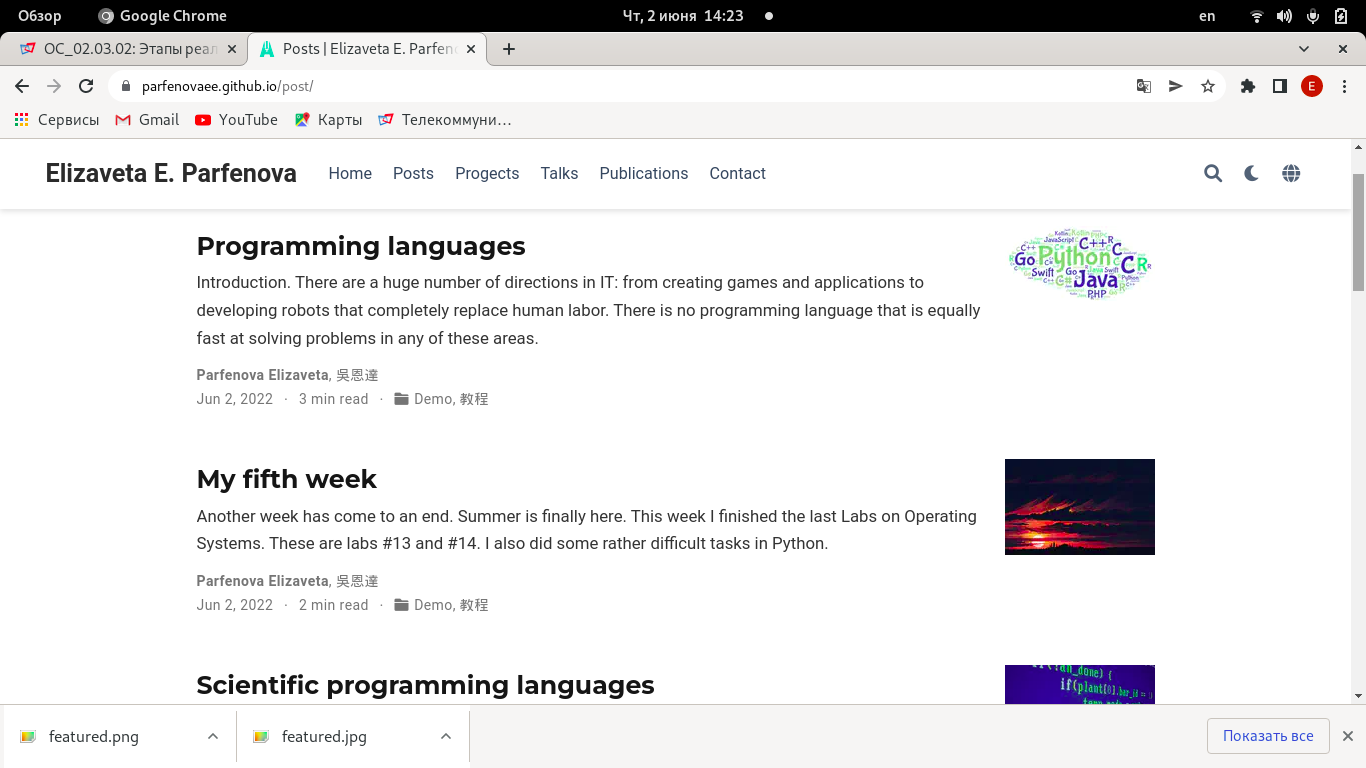 Обзор Google Chrome Чт, 2 июня 14:23 en
ОС_02.03.02: Этапы реал Posts | Elizaveta E. Parfen
parfenovaee.github.io/post/ E
Сервисы Gmail YouTube Карты Телекоммуни…
Elizaveta E. Parfenova Home Posts Progects Talks Publications Contact
Programming languages
Introduction. There are a huge number of directions in IT: from creating games and applications to
developing robots that completely replace human labor. There is no programming language that is equally
fast at solving problems in any of these areas.
Parfenova Elizaveta, 吳恩達
Jun 2, 2022 · 3 min read · Demo, 教程
Kotlin Kotlin
JavaScript C++ R
Go Python C
Swift Go Java C R
PHP
My fifth week
Another week has come to an end. Summer is finally here. This week I finished the last Labs on Operating
Systems. These are labs #13 and #14. I also did some rather difficult tasks in Python.
Parfenova Elizaveta, 吳恩達
Jun 2, 2022 · 2 min read · Demo, 教程
Scientific programming languages
if(plant[0].bar_id =
featured.png featured.jpg Показать все